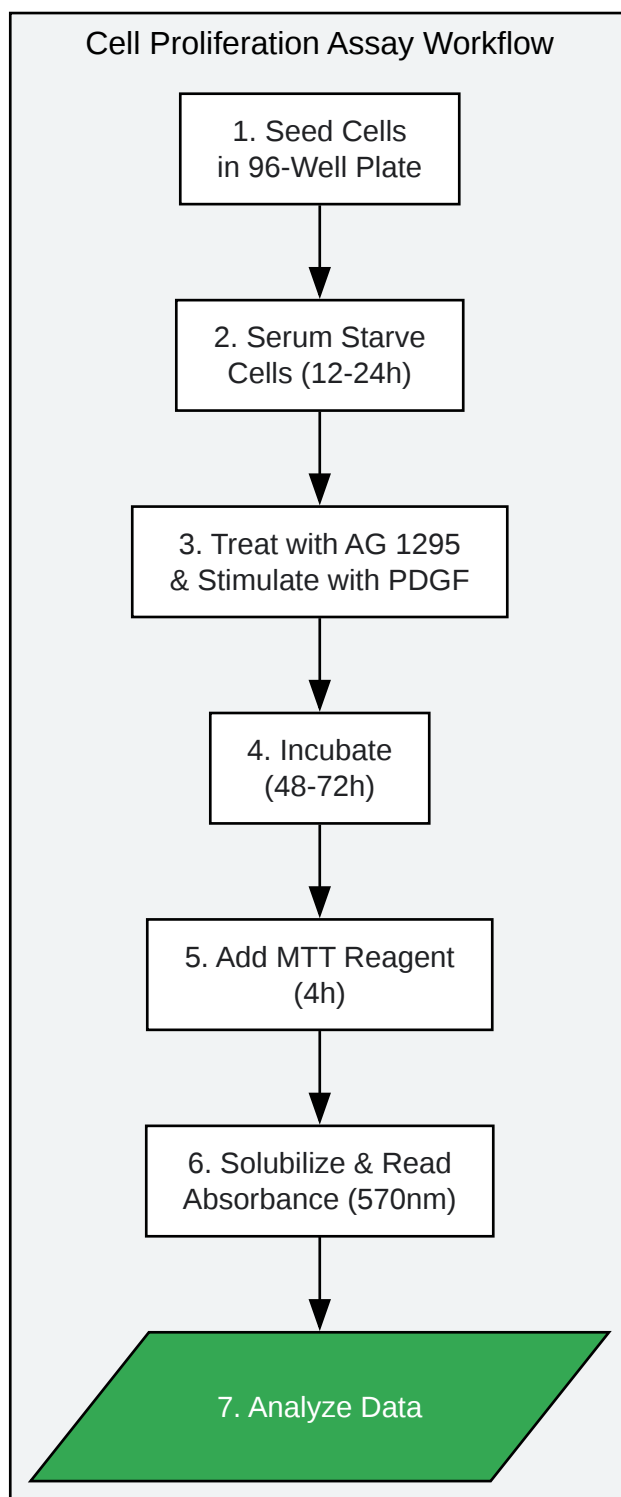 Cell Proliferation Assay Workflow
1. Seed Cells
in 96-Well Plate
2. Serum Starve
Cells (12-24h)
3. Treat with AG 1295
& Stimulate with PDGF
4. Incubate
(48-72h)
5. Add MTT Reagent
(4h)
6. Solubilize & Read
Absorbance (570nm)
7. Analyze Data